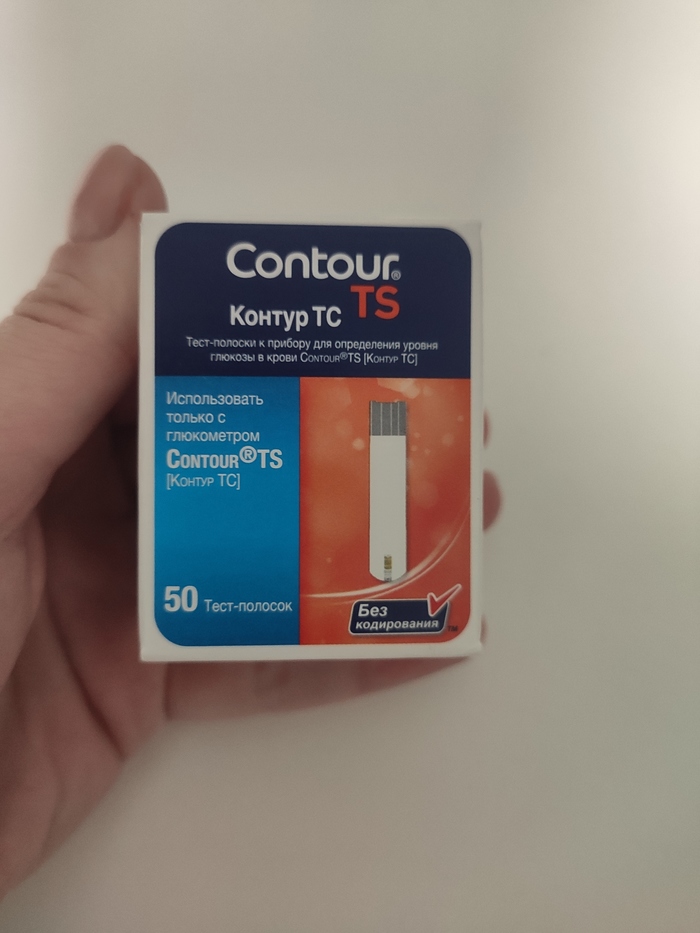 Contour®
TS
Контур ТС
Тест-полоски к прибору для определения уровня
глюкозы в крови CONTOUR®TS [КОНТУР ТС]
Использовать
только с
глюкометром
CONTOUR®TS
[КОНТУР ТС]
50 Тест-полосок
Без
кодирования
TM